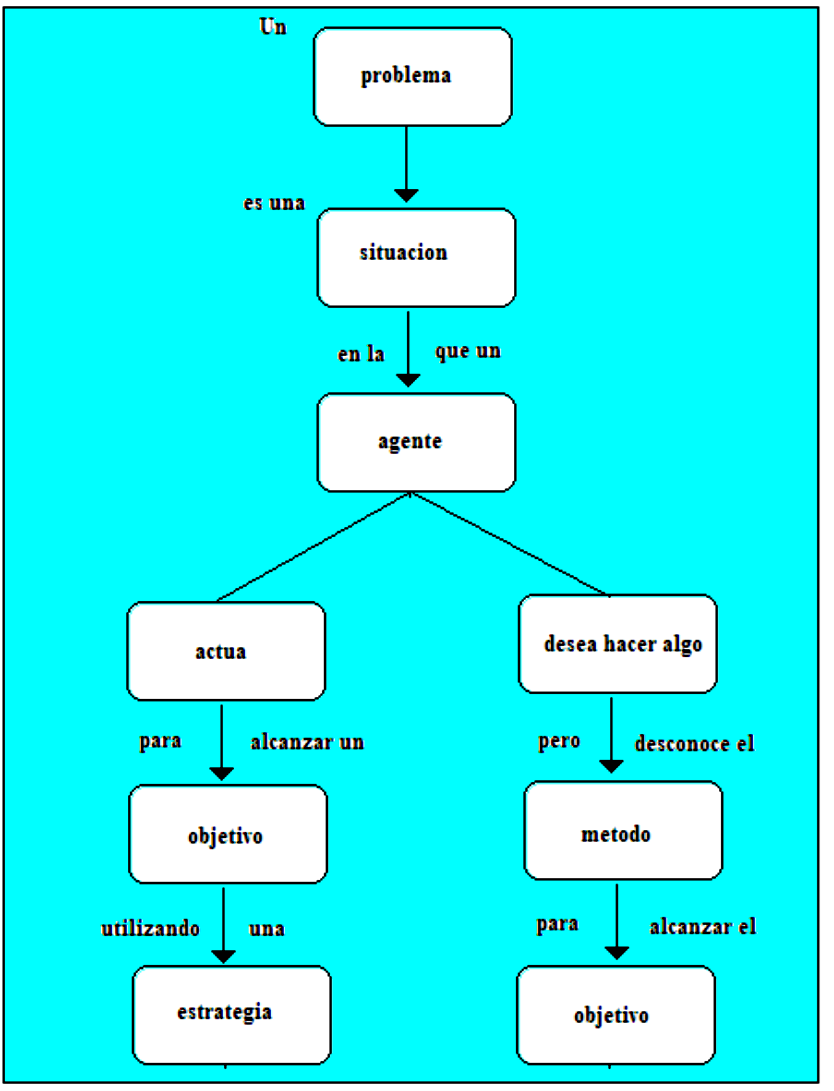 Un
problema
es una
situacion
en la que un
agente
actua
para alcanzar un
objetivo
utilizando una
estrategia
desea hacer algo
pero desconoce el
metodo
para alcanzar el
objetivo